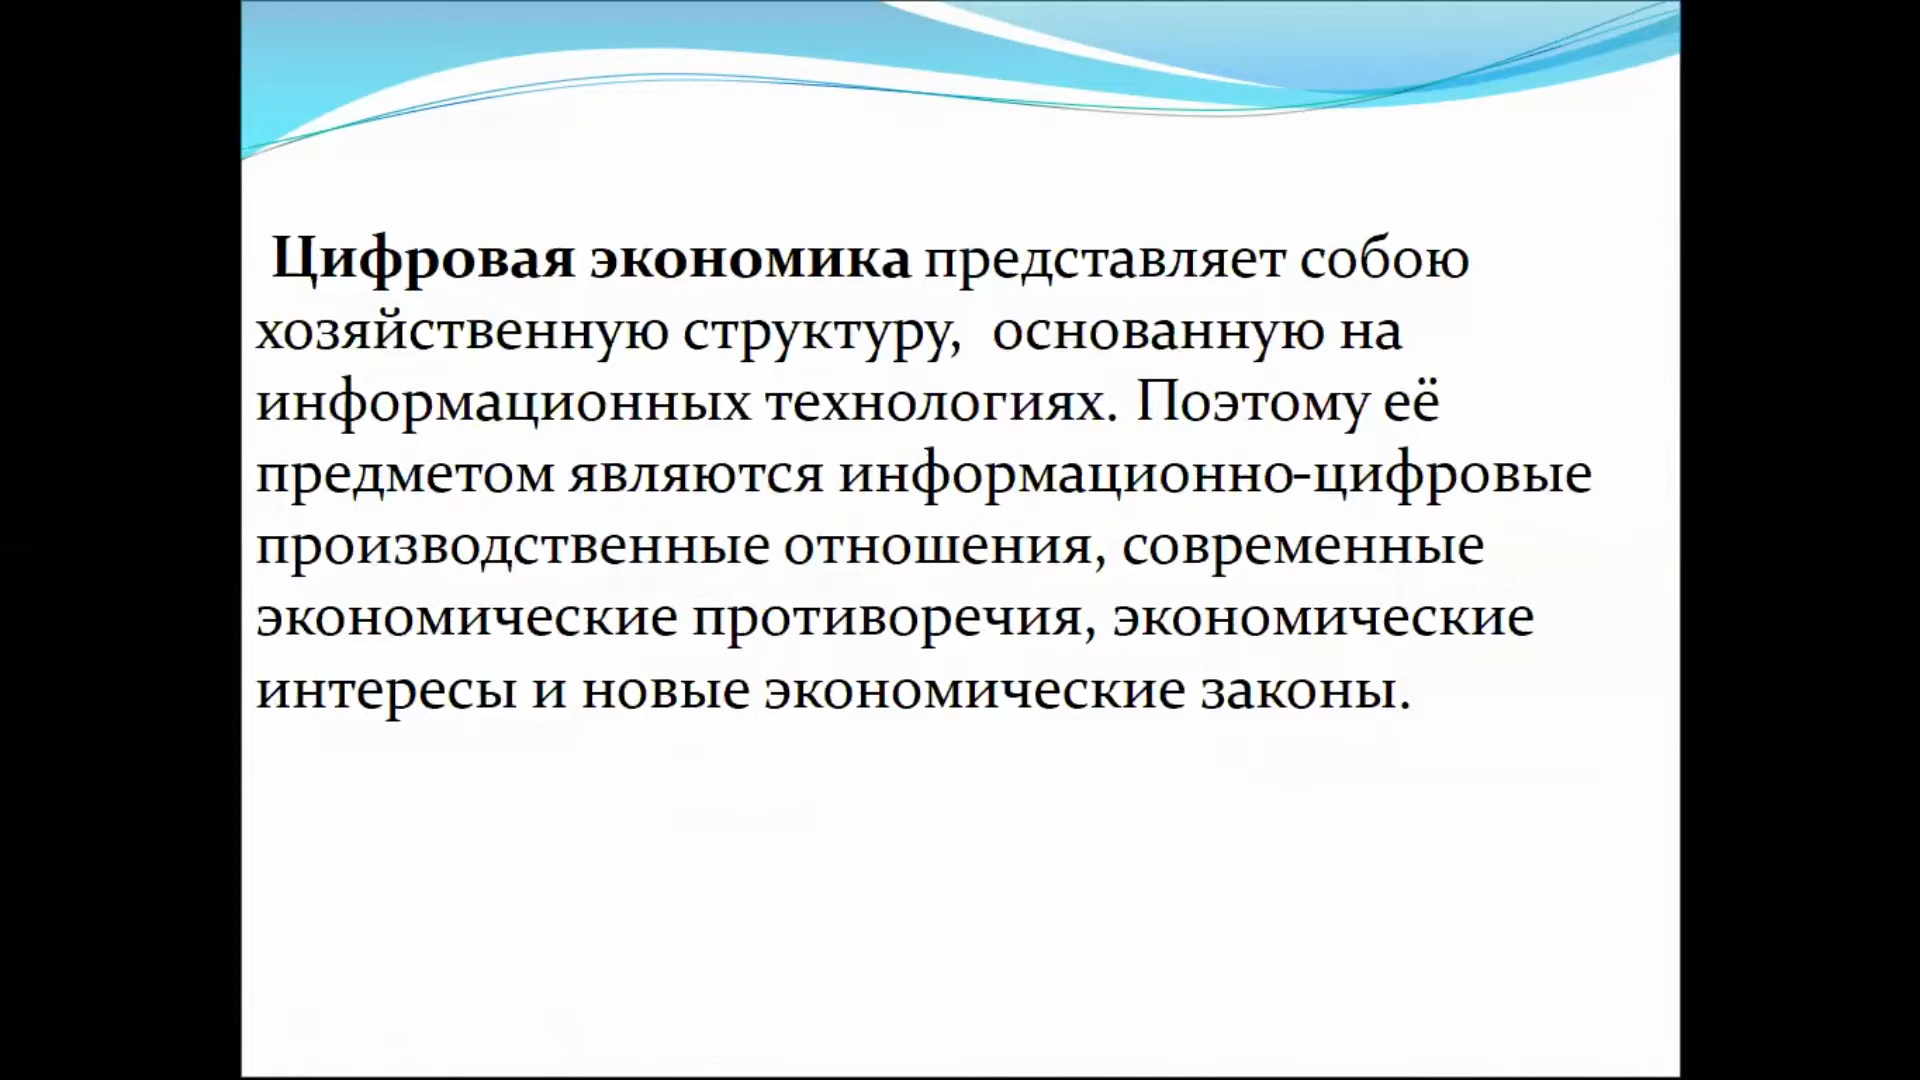 Цифровая экономика представляет собою
хозяйственную структуру, основанную на
информационных технологиях. Поэтому её
предметом являются информационно-цифровые
производственные отношения, современные
экономические противоречия, экономические
интересы и новые экономические законы.